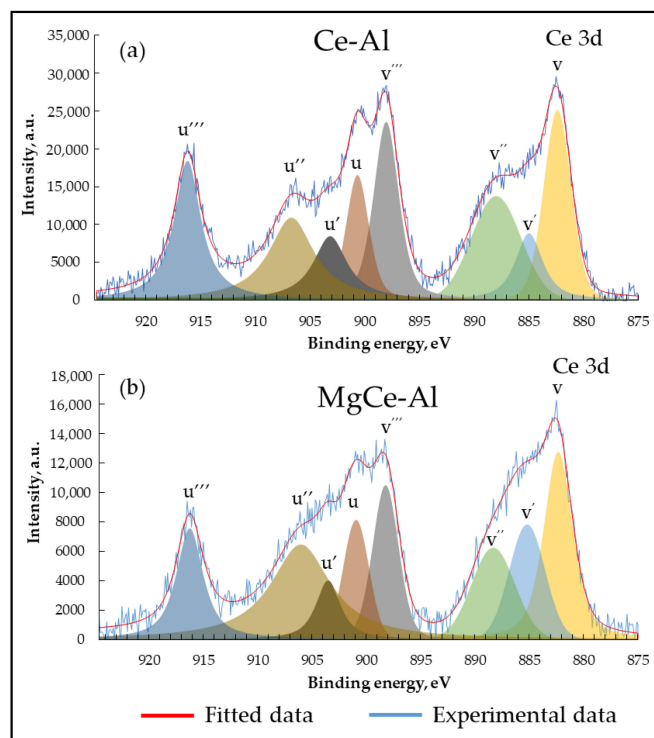 (a)
Ce-Al
Ce 3d
35,000
30,000
25,000
20,000
15,000
10,000
5000
0
Intensity, a.u.
u′′′
u′′
u′
u
v′′′
v′′
v′
v
920 915 910 905 900 895 890 885 880 875
Binding energy, eV
(b)
MgCe-Al
Ce 3d
18,000
16,000
14,000
12,000
10,000
8000
6000
4000
2000
0
Intensity, a.u.
u′′′
u′′
u′
u
v′′′
v′′
v′
v
920 915 910 905 900 895 890 885 880 875
Binding energy, eV
Fitted data Experimental data